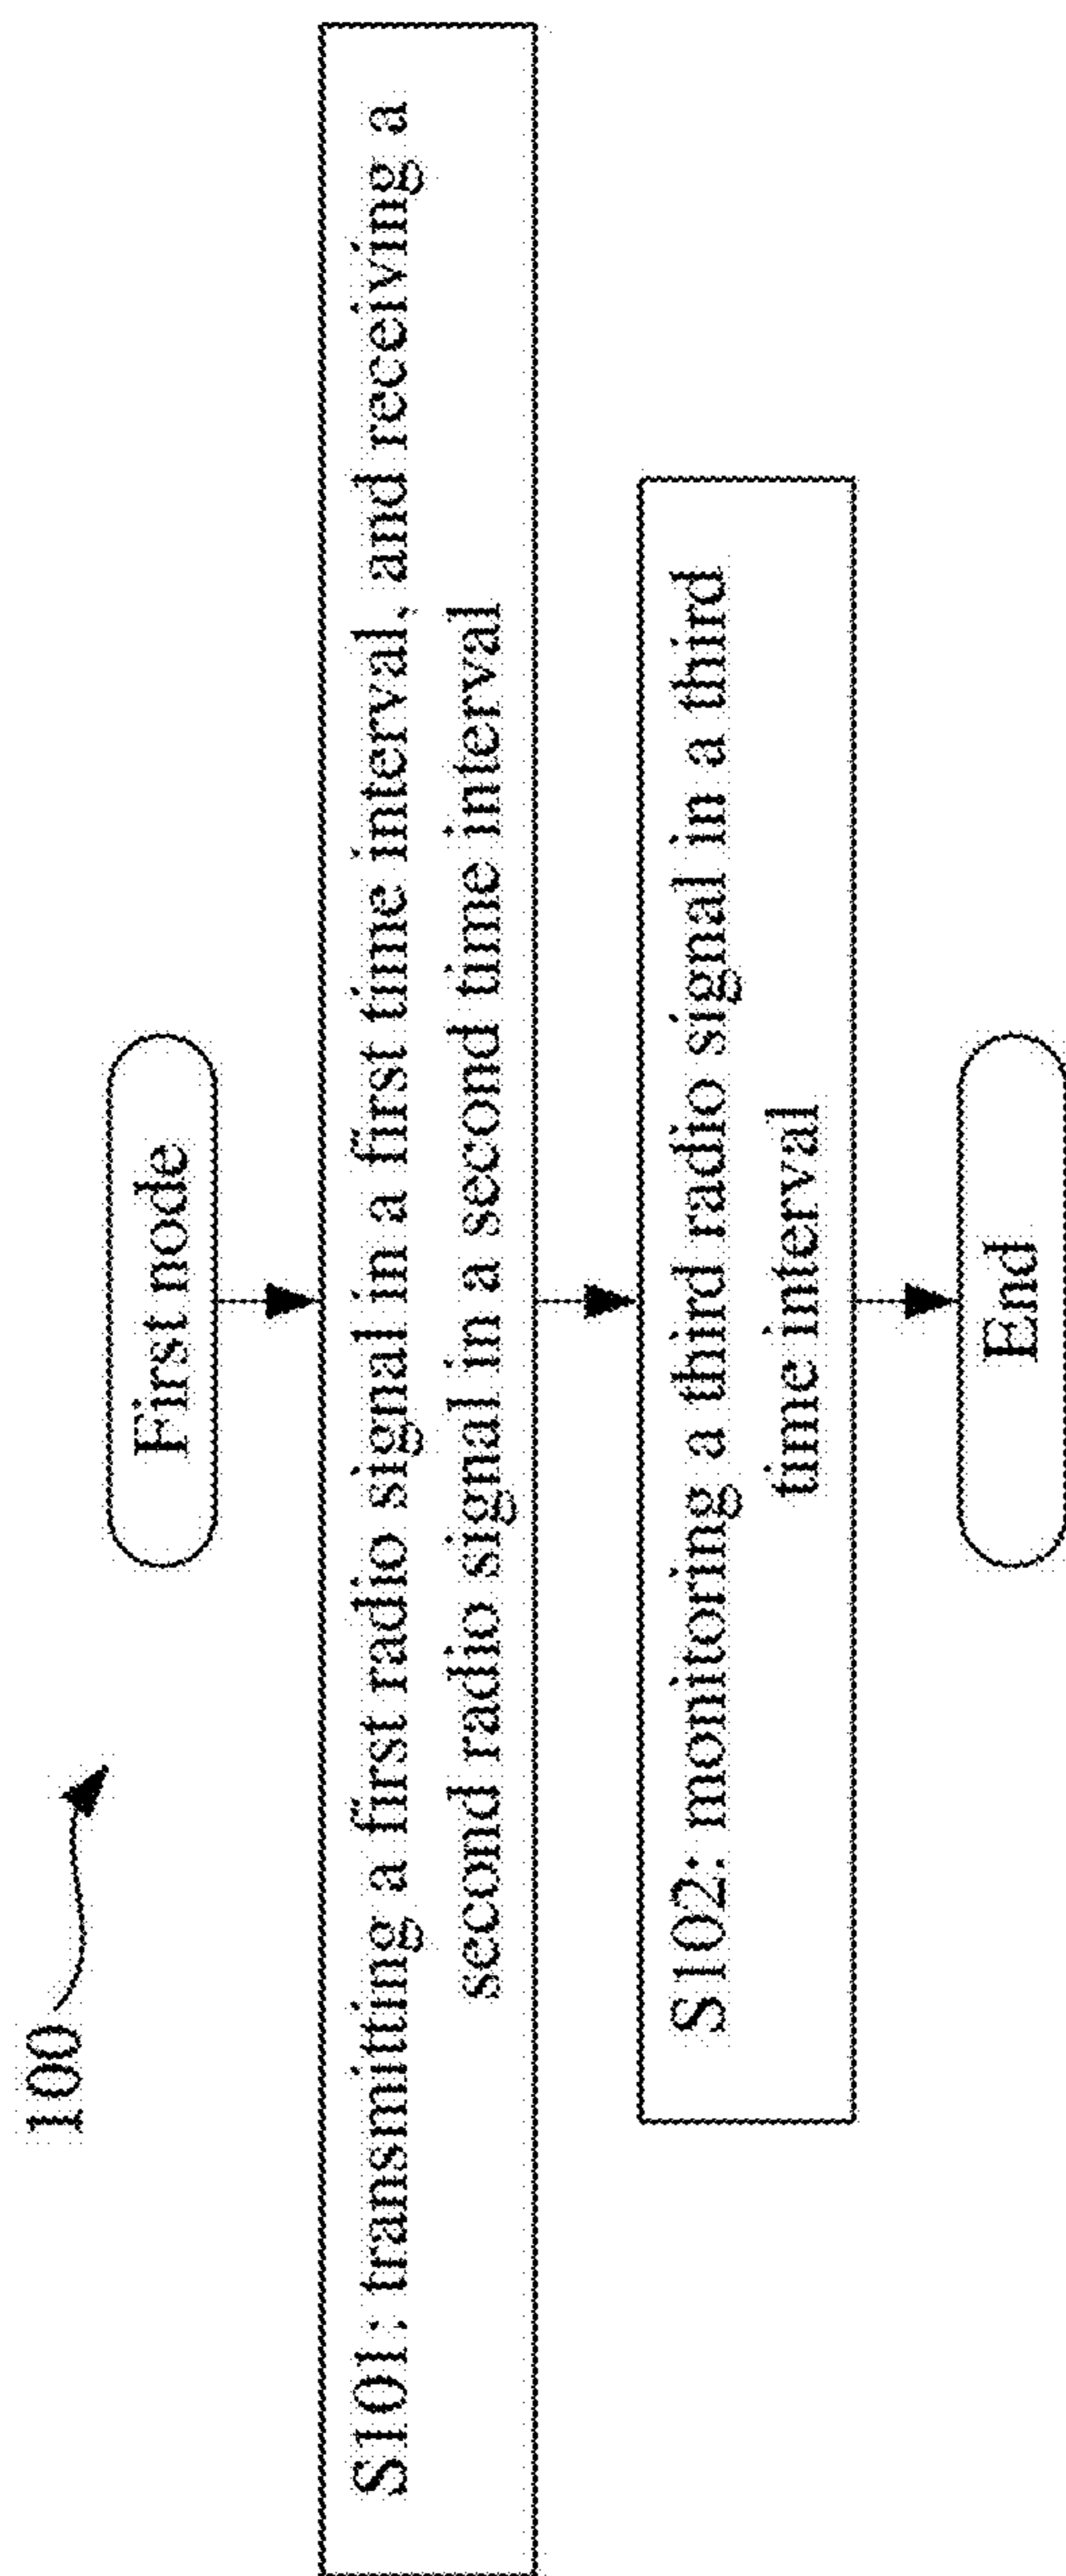 100
First node
S101: transmitting a first radio signal in a first time interval, and receiving a
second radio signal in a second time interval
S102: monitoring a third radio signal in a third
time interval
End